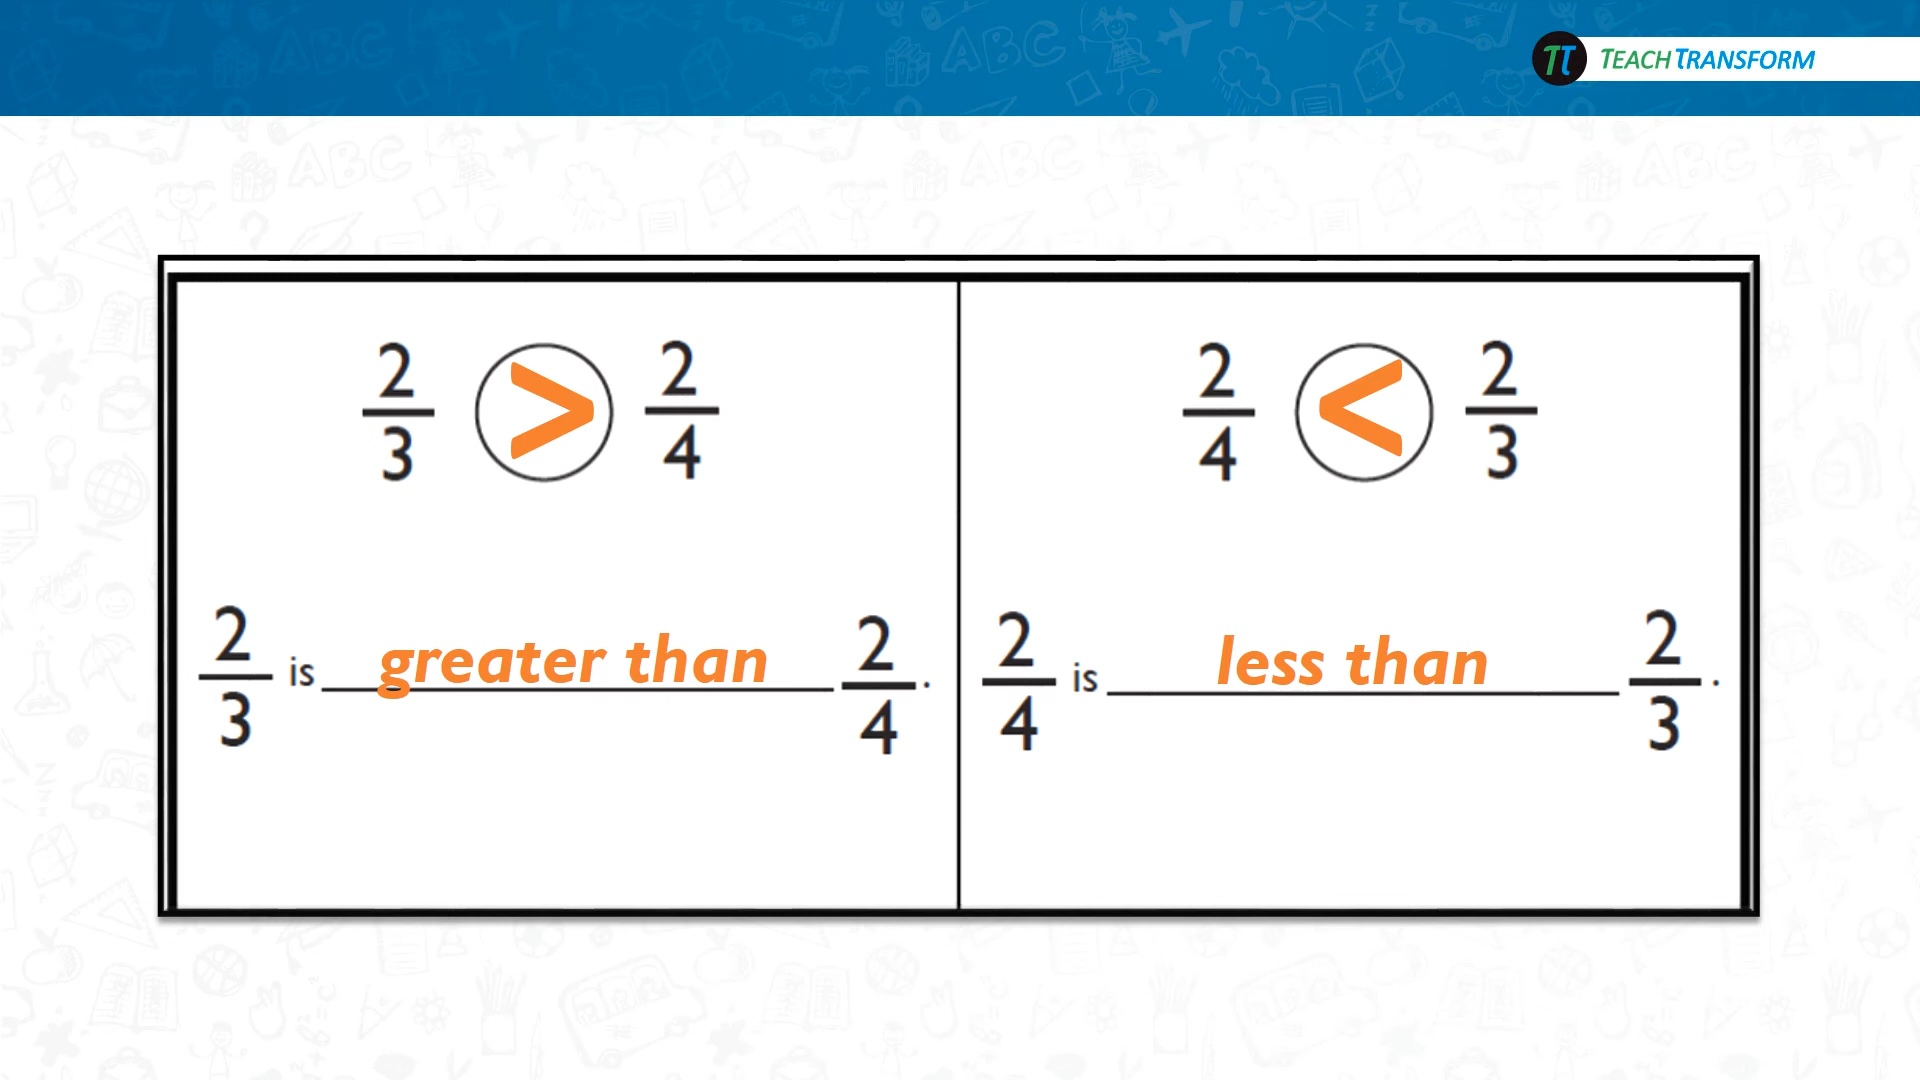 TEACH TRANSFORM
2/3 > 2/4
2/3 is greater than 2/4.
2/4 < 2/3
2/4 is less than 2/3.